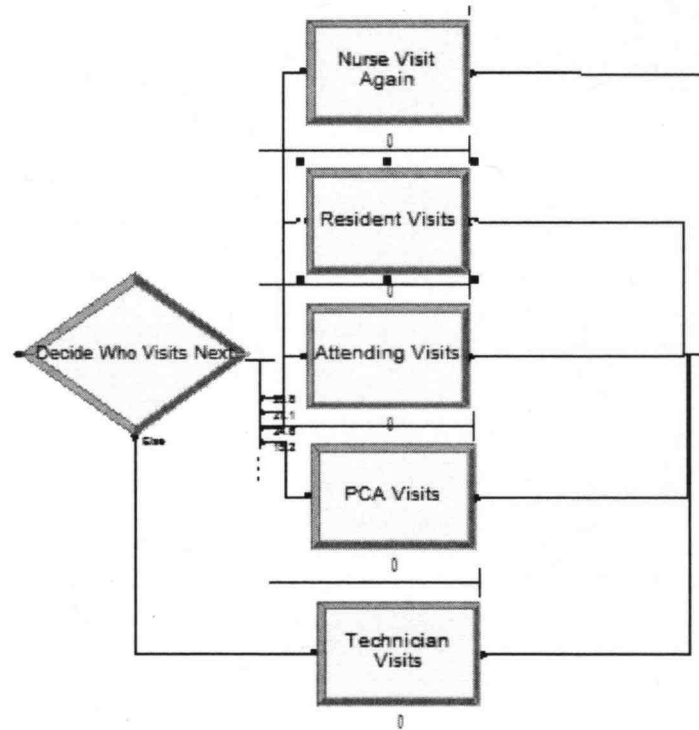 Nurse Visit
Again
0
Resident Visits
0
Decide Who Visits Next
Attending Visits
Else
0
PCA Visits
0
Technician
Visits
0